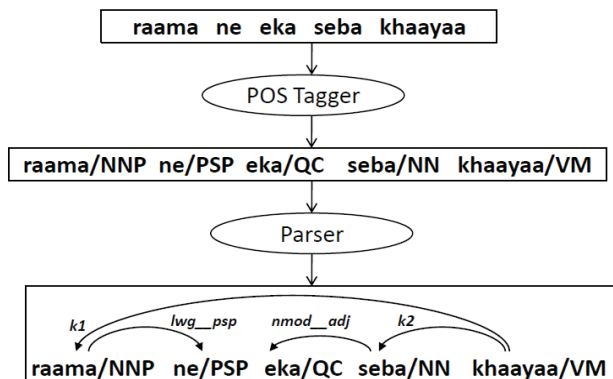 raama ne eka seba khaayaa
POS Tagger
raama/NNP ne/PSP eka/QC seba/NN khaayaa/VM
Parser
k1 lwg__psp nmod__adj k2
raama/NNP ne/PSP eka/QC seba/NN khaayaa/VM